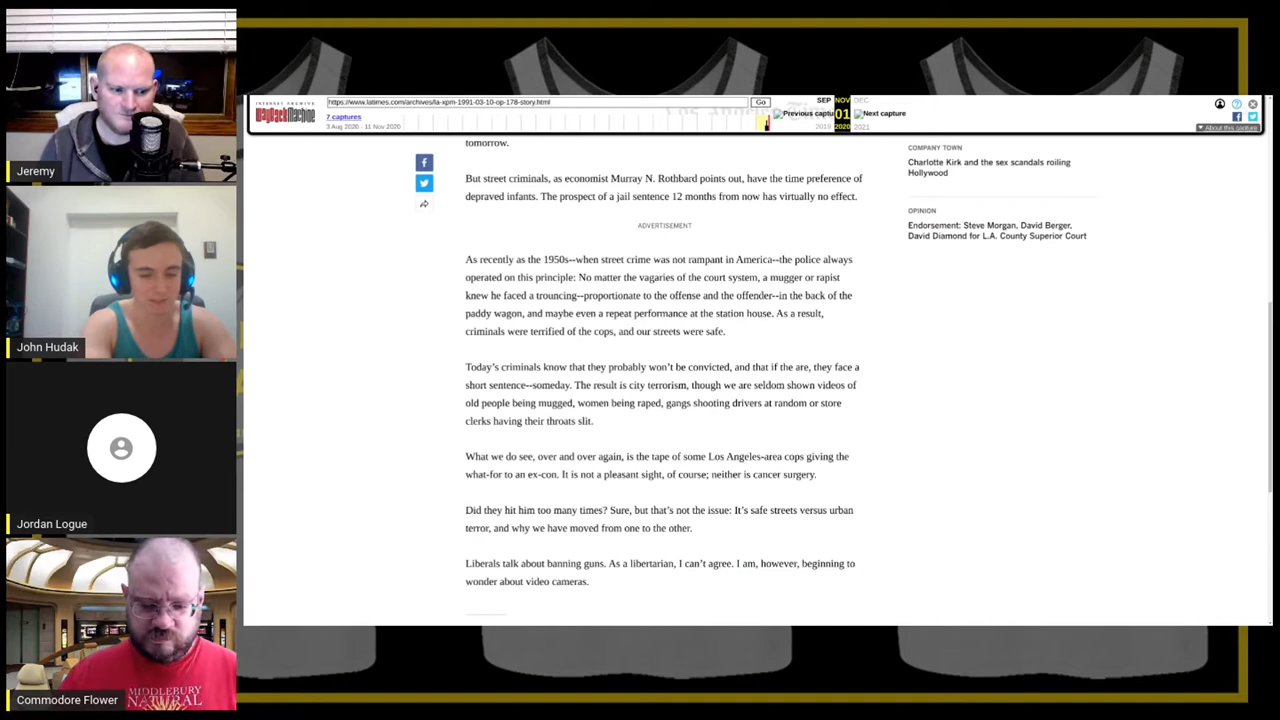 Jeremy
John Hudak
Jordan Logue
Commodore Flower
MIDDLEBURY
NATURAL
INTERNET ARCHIVE
WayBackMachine
https://www.latimes.com/archives/la-xpm-1991-03-10-op-178-story.html
Go
7 captures
3 Aug 2020 - 11 Nov 2020
Previous captu
SEP NOV DEC
01
2019 2020 2021
Next capture
About this capture
tomorrow.
But street criminals, as economist Murray N. Rothbard points out, have the time preference of
depraved infants. The prospect of a jail sentence 12 months from now has virtually no effect.
ADVERTISEMENT
As recently as the 1950s--when street crime was not rampant in America--the police always
operated on this principle: No matter the vagaries of the court system, a mugger or rapist
knew he faced a trouncing--proportionate to the offense and the offender--in the back of the
paddy wagon, and maybe even a repeat performance at the station house. As a result,
criminals were terrified of the cops, and our streets were safe.
Today's criminals know that they probably won't be convicted, and that if the are, they face a
short sentence--someday. The result is city terrorism, though we are seldom shown videos of
old people being mugged, women being raped, gangs shooting drivers at random or store
clerks having their throats slit.
What we do see, over and over again, is the tape of some Los Angeles-area cops giving the
what-for to an ex-con. It is not a pleasant sight, of course; neither is cancer surgery.
Did they hit him too many times? Sure, but that's not the issue: It's safe streets versus urban
terror, and why we have moved from one to the other.
Liberals talk about banning guns. As a libertarian, I can't agree. I am, however, beginning to
wonder about video cameras.
COMPANY TOWN
Charlotte Kirk and the sex scandals roiling
Hollywood
OPINION
Endorsement: Steve Morgan, David Berger,
David Diamond for L.A. County Superior Court